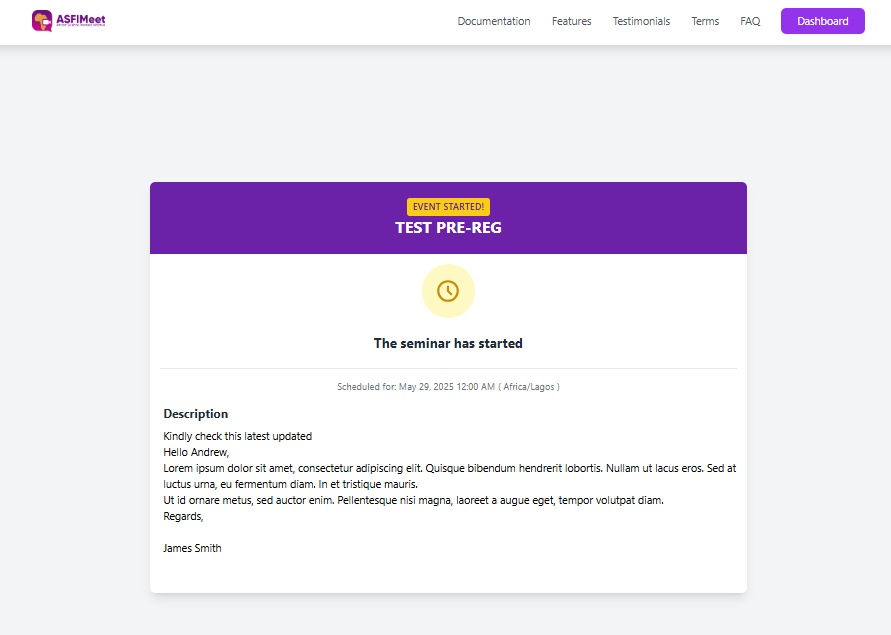 ASFIMeet
Documentation
Features
Testimonials
Terms
FAQ
Dashboard
EVENT STARTED!
TEST PRE-REG
The seminar has started
Scheduled for: May 29, 2025 12:00 AM ( Africa/Lagos )
Description
Kindly check this latest updated
Hello Andrew,
Lorem ipsum dolor sit amet, consectetur adipiscing elit. Quisque bibendum hendrerit lobortis. Nullam ut lacus eros. Sed at
luctus urna, eu fermentum diam. In et tristique mauris.
Ut id ornare metus, sed auctor enim. Pellentesque nisi magna, laoreet a augue eget, tempor volutpat diam.
Regards,
James Smith